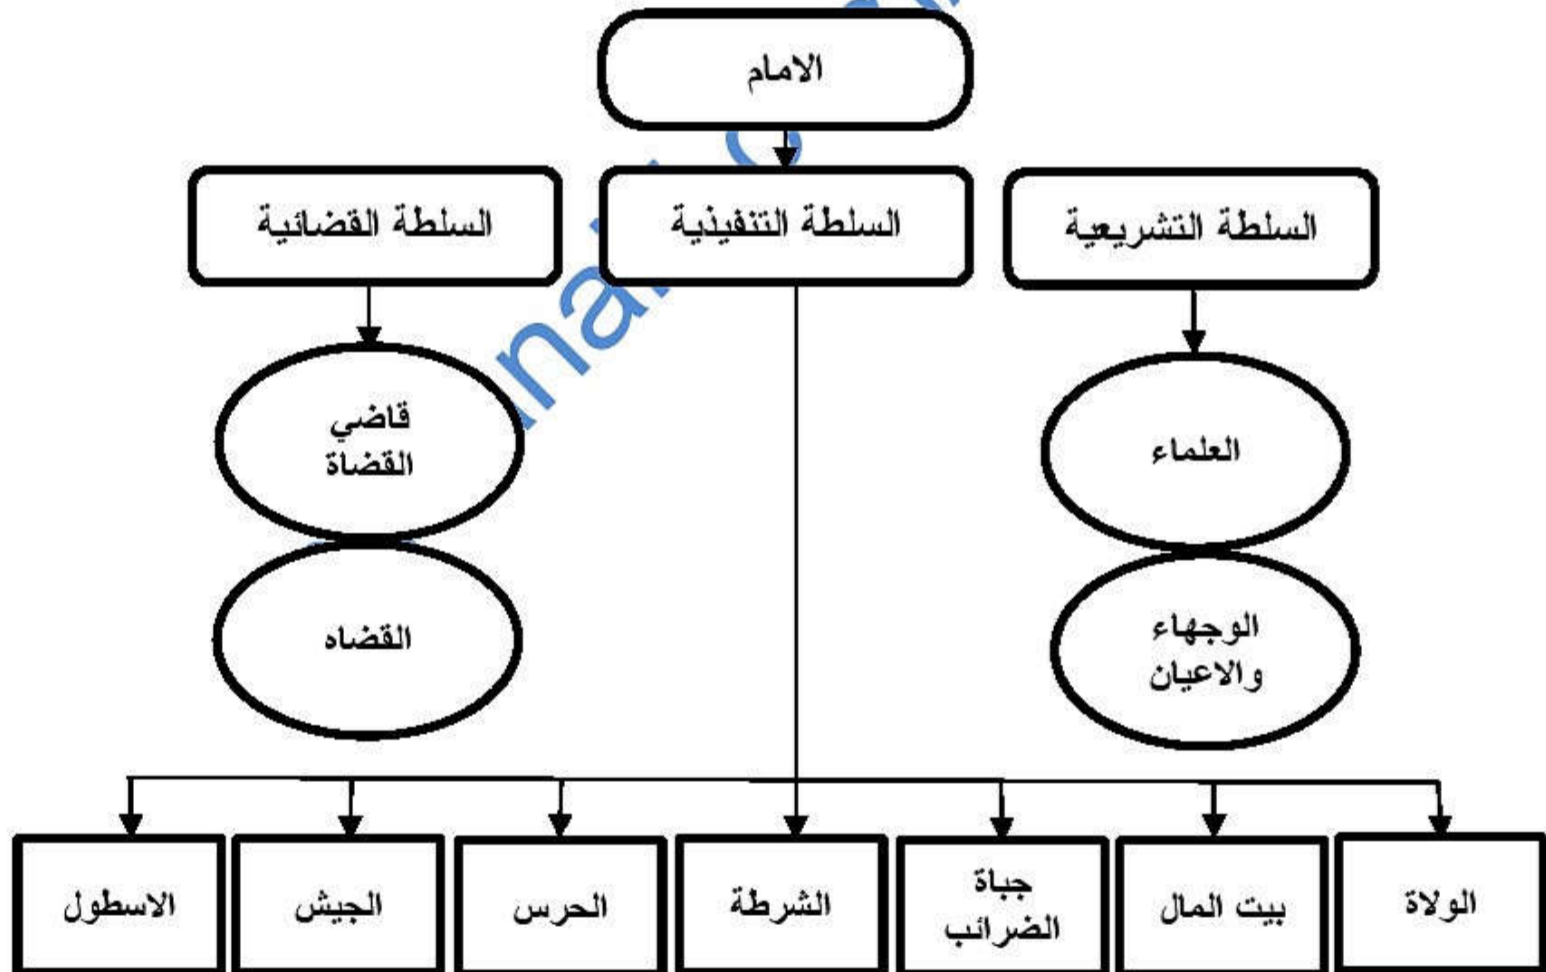 الامام
السلطة التشريعية
السلطة التنفيذية
السلطة القضائية
العلماء
الوجهاء
والاعيان
قاضي
القضاة
القضاه
الولاة
بيت المال
جباة
الضرائب
الشرطة
الحرس
الجيش
الاسطول